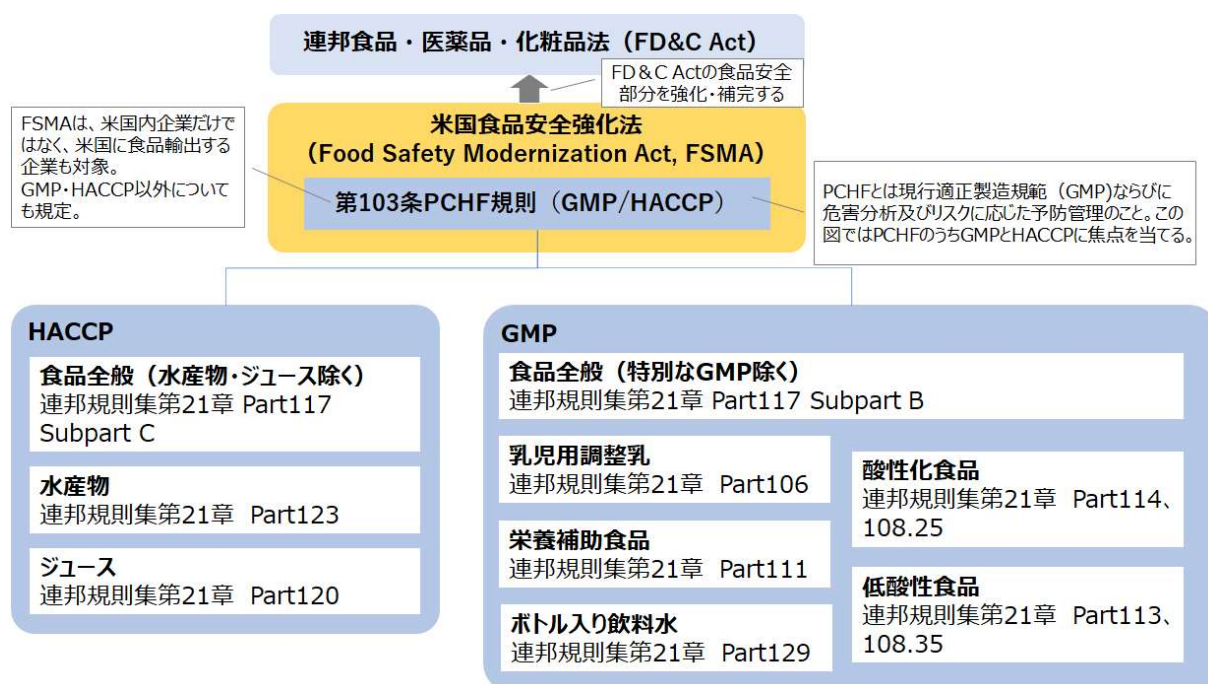 連邦食品・医薬品・化粧品法（FD&C Act）
FD＆C Actの食品安全
部分を強化・補完する
FSMAは、米国内企業だけで
はなく、米国に食品輸出する
企業も対象。
GMP・HACCP以外について
も規定。
米国食品安全強化法
（Food Safety Modernization Act, FSMA）
第103条PCHF規則（GMP/HACCP）
PCHFとは現行適正製造規範（GMP)ならびに
危害分析及びリスクに応じた予防管理のこと。この
図ではPCHFのうちGMPとHACCPに焦点を当てる。
HACCP
食品全般（水産物・ジュース除く）
連邦規則集第21章 Part117
Subpart C
水産物
連邦規則集第21章 Part123
ジュース
連邦規則集第21章 Part120
GMP
食品全般（特別なGMP除く）
連邦規則集第21章 Part117 Subpart B
乳児用調整乳
連邦規則集第21章 Part106
栄養補助食品
連邦規則集第21章 Part111
ボトル入り飲料水
連邦規則集第21章 Part129
酸性化食品
連邦規則集第21章 Part114、
108.25
低酸性食品
連邦規則集第21章 Part113、
108.35